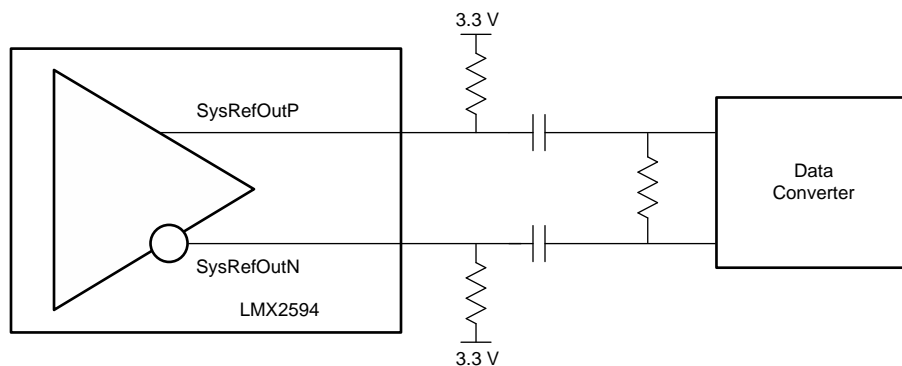 3.3 V
SysRefOutP
Data
Converter
SysRefOutN
LMX2594
3.3 V